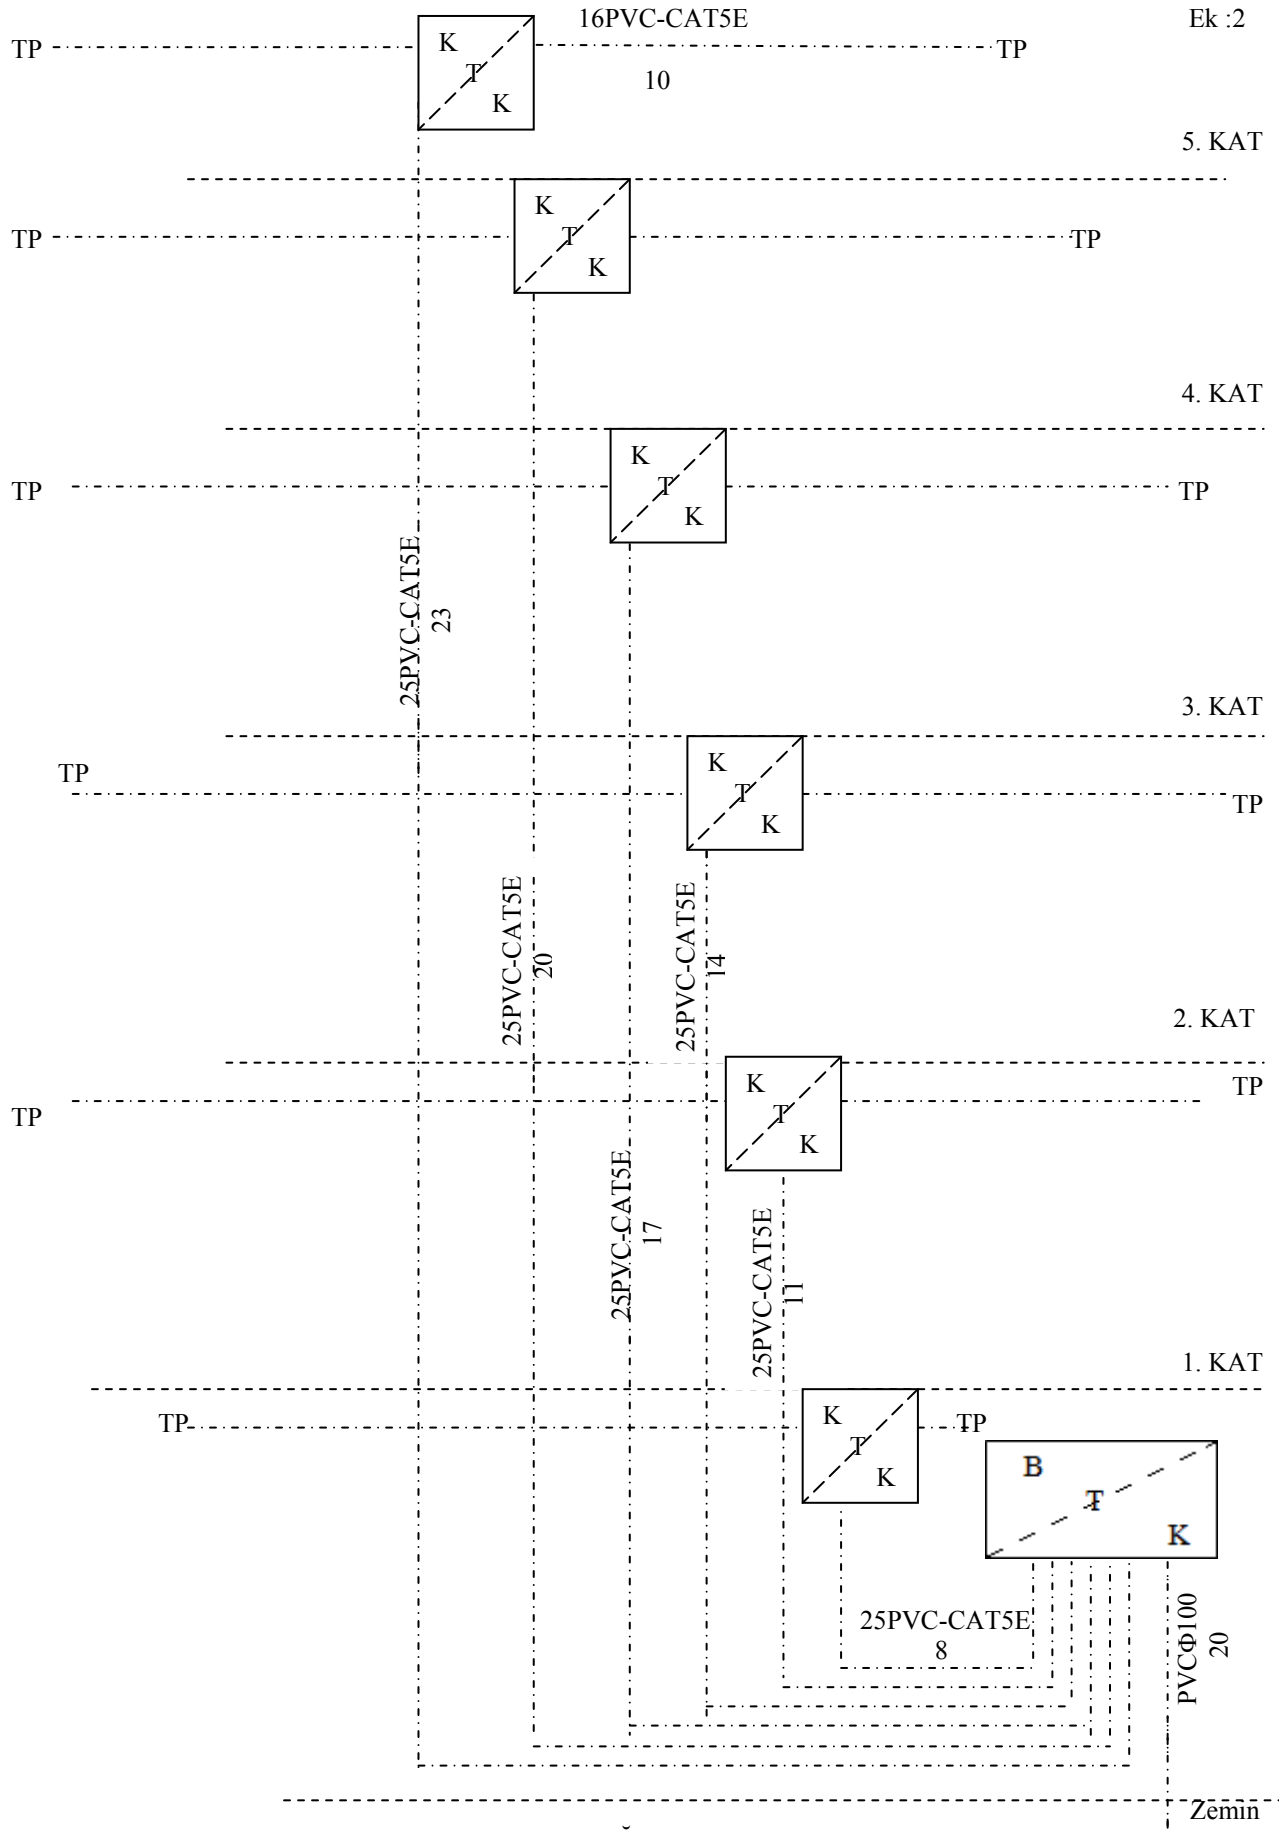 16PVC-CAT5E
Ek :2
TP
K
T
K
TP
10
5. KAT
TP
K
T
K
TP
4. KAT
TP
K
T
K
TP
25PVC-CAT5E
23
3. KAT
TP
K
T
K
TP
25PVC-CAT5E
20
25PVC-CAT5E
14
2. KAT
TP
K
T
K
TP
25PVC-CAT5E
17
25PVC-CAT5E
11
1. KAT
TP
K
T
K
TP
B
T
K
25PVC-CAT5E
8
PVCΦ100
20
Zemin